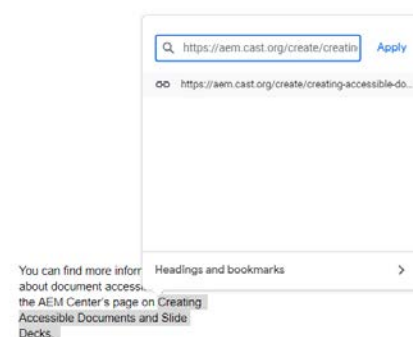 https://aem.cast.org/create/creatin
Apply
https://aem.cast.org/create/creating-accessible-do...
Headings and bookmarks
You can find more inforr
about document access
the AEM Center's page on Creating
Accessible Documents and Slide
Decks.